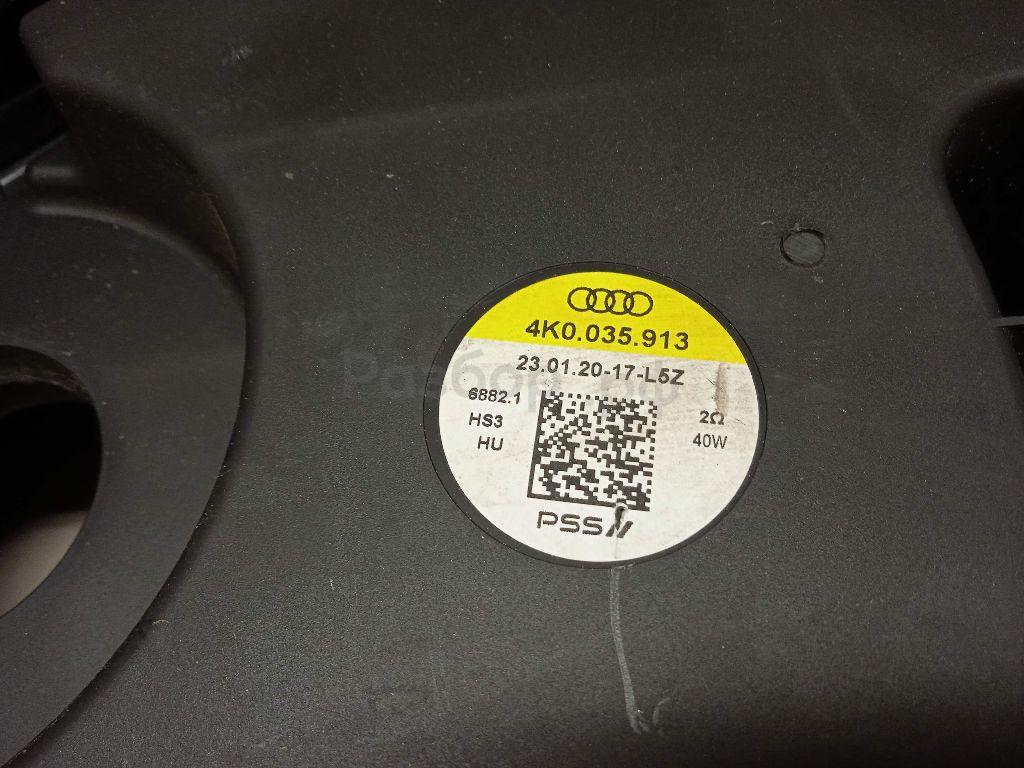 4K0.035.913
23.01.20-17-L5Z
6882.1
HS3
HU
2Ω
40W
PSS